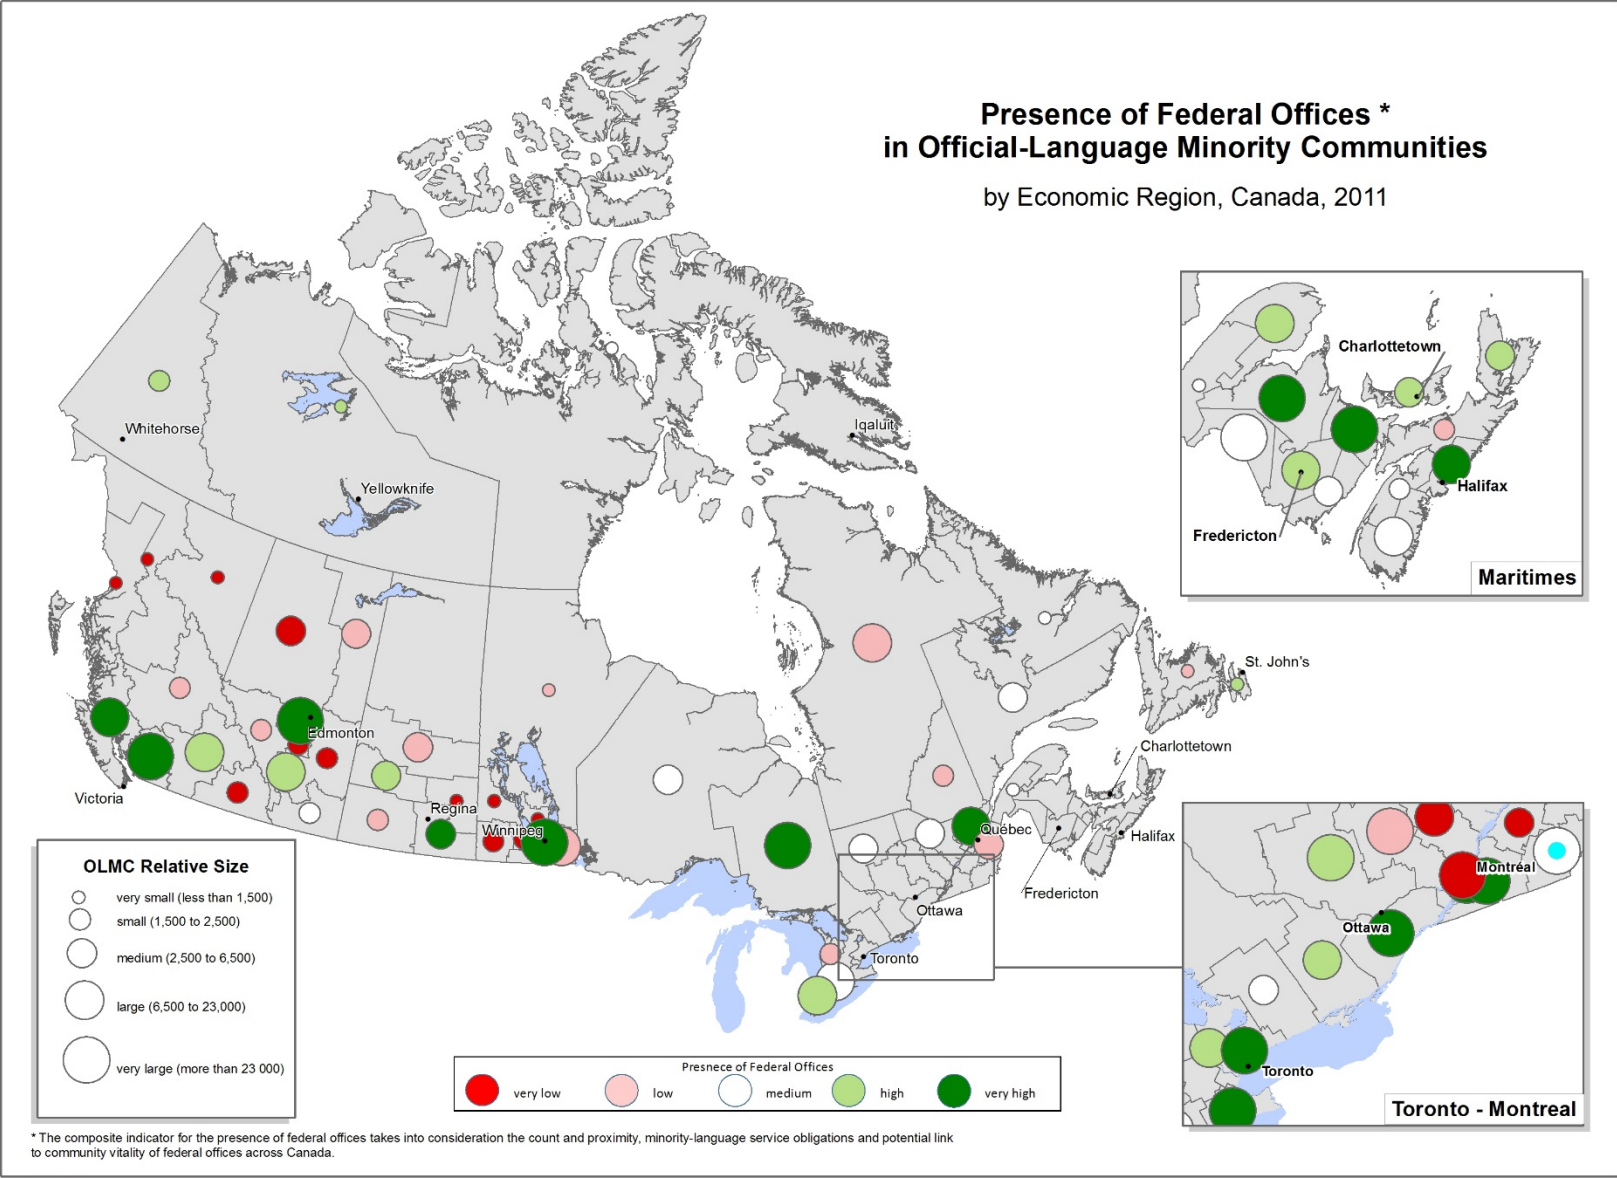 Presence of Federal Offices *
in Official-Language Minority Communities
by Economic Region, Canada, 2011
Whitehorse
Yellowknife
Iqaluit
Edmonton
Victoria
Regina
Winnipeg
Québec
Ottawa
Toronto
St. John's
Charlottetown
Halifax
Fredericton
Charlottetown
Halifax
Fredericton
Maritimes
Montréal
Ottawa
Toronto
Toronto - Montreal
OLMC Relative Size
very small (less than 1,500)
small (1,500 to 2,500)
medium (2,500 to 6,500)
large (6,500 to 23,000)
very large (more than 23 000)
Presnece of Federal Offices
very low
low
medium
high
very high
* The composite indicator for the presence of federal offices takes into consideration the count and proximity, minority-language service obligations and potential link
to community vitality of federal offices across Canada.